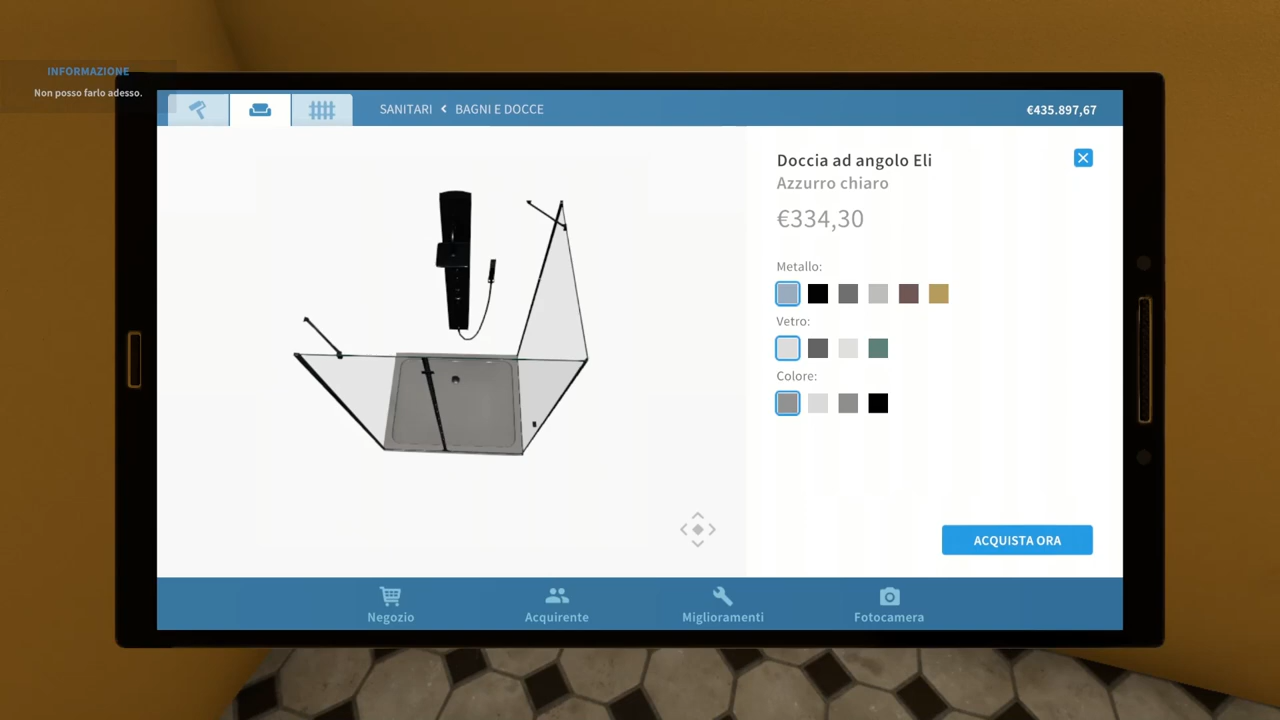 INFORMAZIONE
Non posso farlo adesso.
SANITARI < BAGNI E DOCCE
€435.897,67
Doccia ad angolo Eli
Azzurro chiaro
€334,30
Metallo:
Vetro:
Colore:
ACQUISTA ORA
Negozio
Acquirente
Miglioramenti
Fotocamera